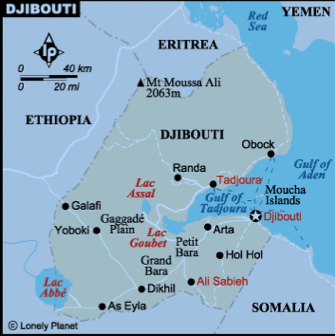 DJIBOUTI
YEMEN
Red
Sea
ERITREA
lp
0 40 km
0 20 mi
Mt Moussa Ali
2063m
ETHIOPIA
DJIBOUTI
Obock
Gulf of
Aden
Randa
Tadjoura
Lac
Assal
Moucha
Islands
Gulf of
Tadjoura
Djibouti
Galafi
Gaggadé
Plain
Yoboki
Lac
Goubet
Arta
Petit
Bara
Hol Hol
Grand
Bara
Lac
Abbé
Dikhil
Ali Sabieh
As Eyla
SOMALIA
© Lonely Planet